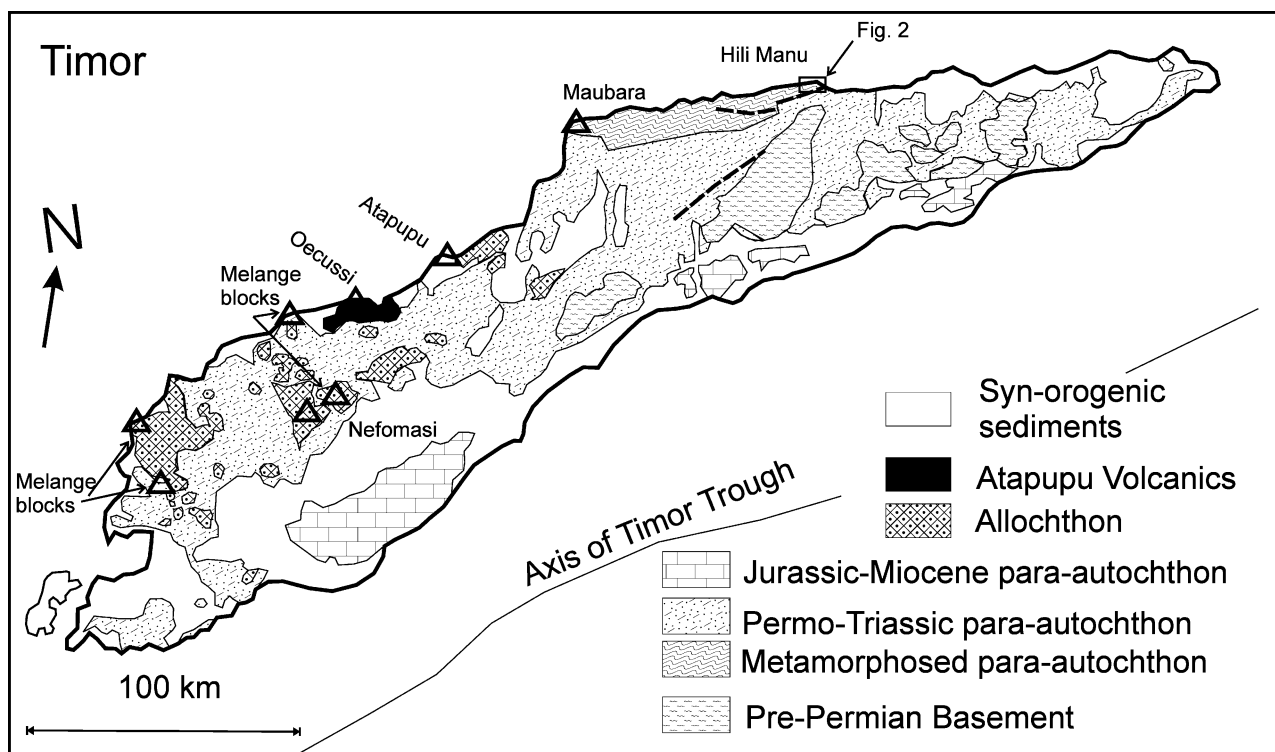 Timor
Fig. 2
Hili Manu
Maubara
N
Atapupu
Oecussi
Melange
blocks
Nefomasi
Melange
blocks
Axis of Timor Trough
100 km
Syn-orogenic
sediments
Atapupu Volcanics
Allochthon
Jurassic-Miocene para-autochthon
Permo-Triassic para-autochthon
Metamorphosed para-autochthon
Pre-Permian Basement